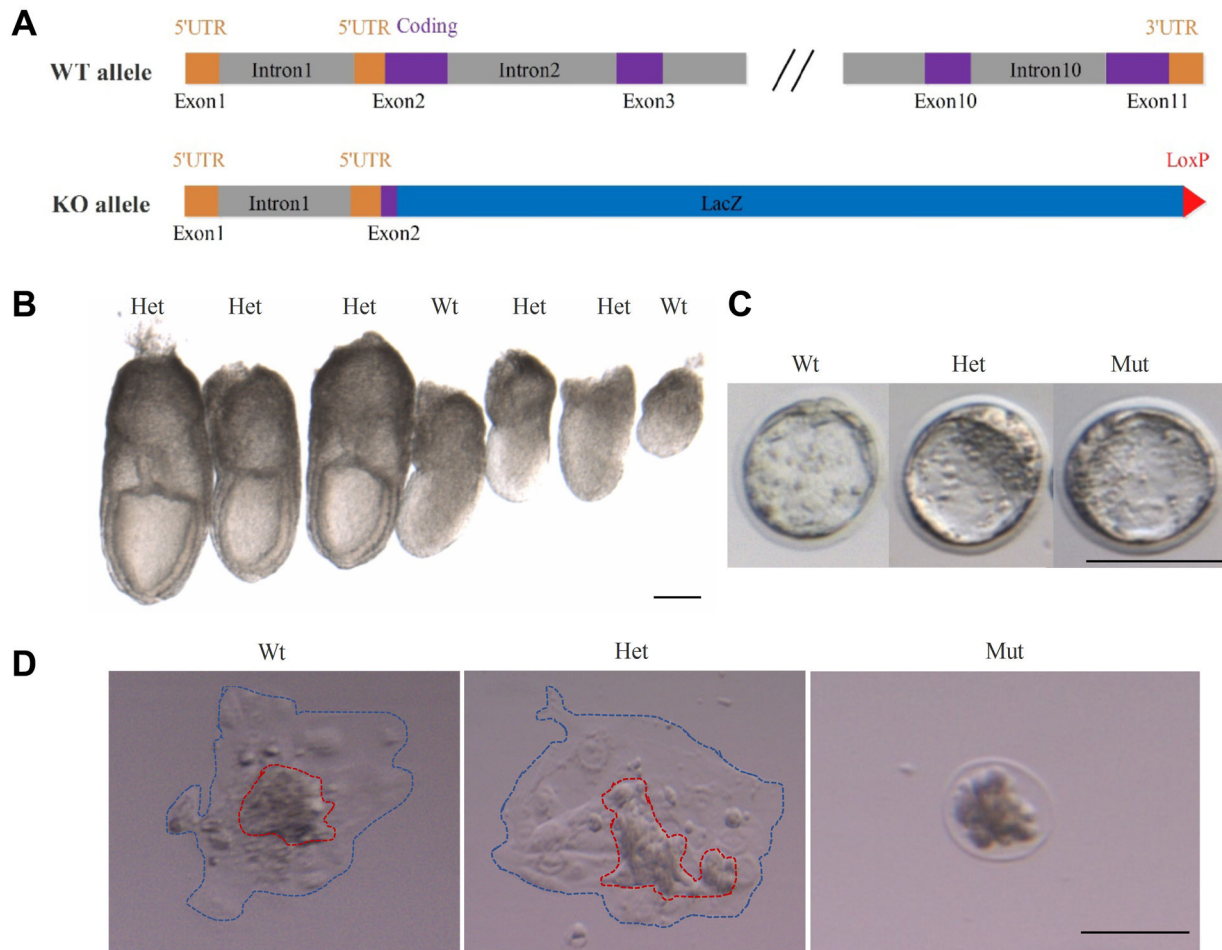 A
5'UTR 5'UTR Coding 3'UTR
WT allele Intron1 Intron2 // Intron10
Exon1 Exon2 Exon3 Exon10 Exon11
5'UTR 5'UTR LoxP
KO allele Intron1 LacZ
Exon1 Exon2
B
Het Het Het Wt Het Het Wt
C
Wt Het Mut
D
Wt Het Mut